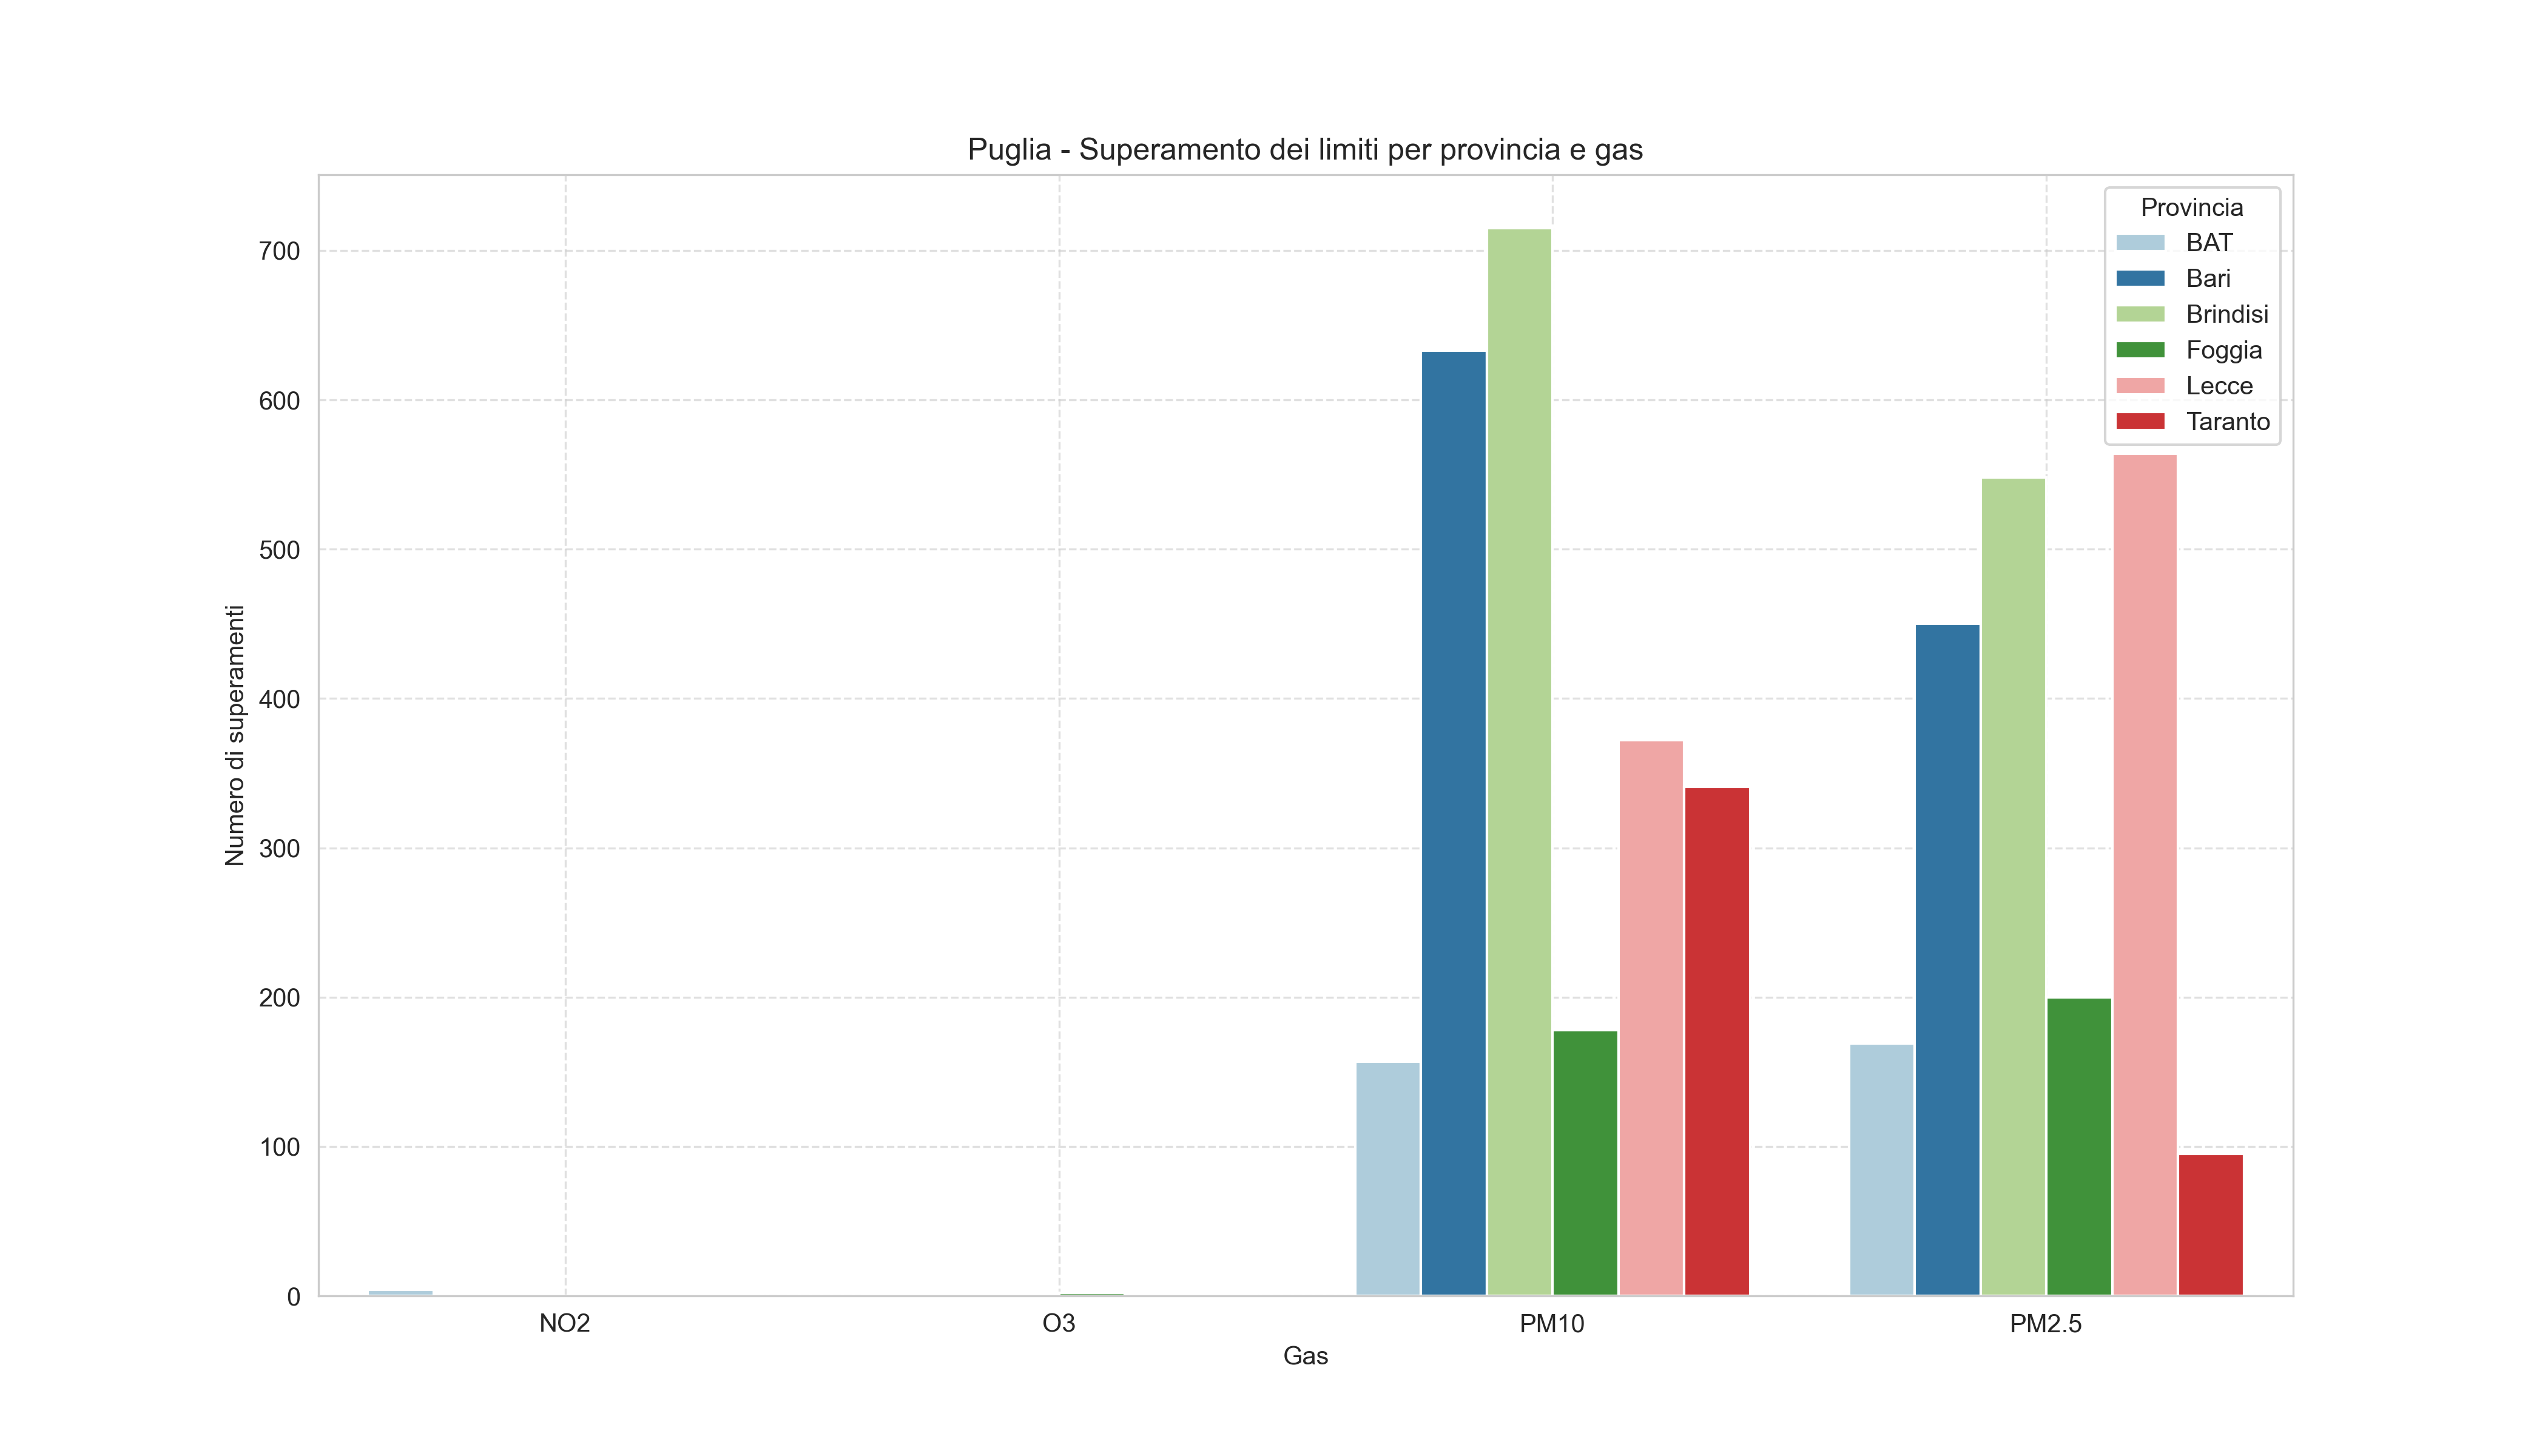 Puglia - Superamento dei limiti per provincia e gas
Provincia
BAT
Bari
Brindisi
Foggia
Lecce
Taranto
700
600
500
400
300
200
100
0
Numero di superamenti
NO2
O3
PM10
PM2.5
Gas